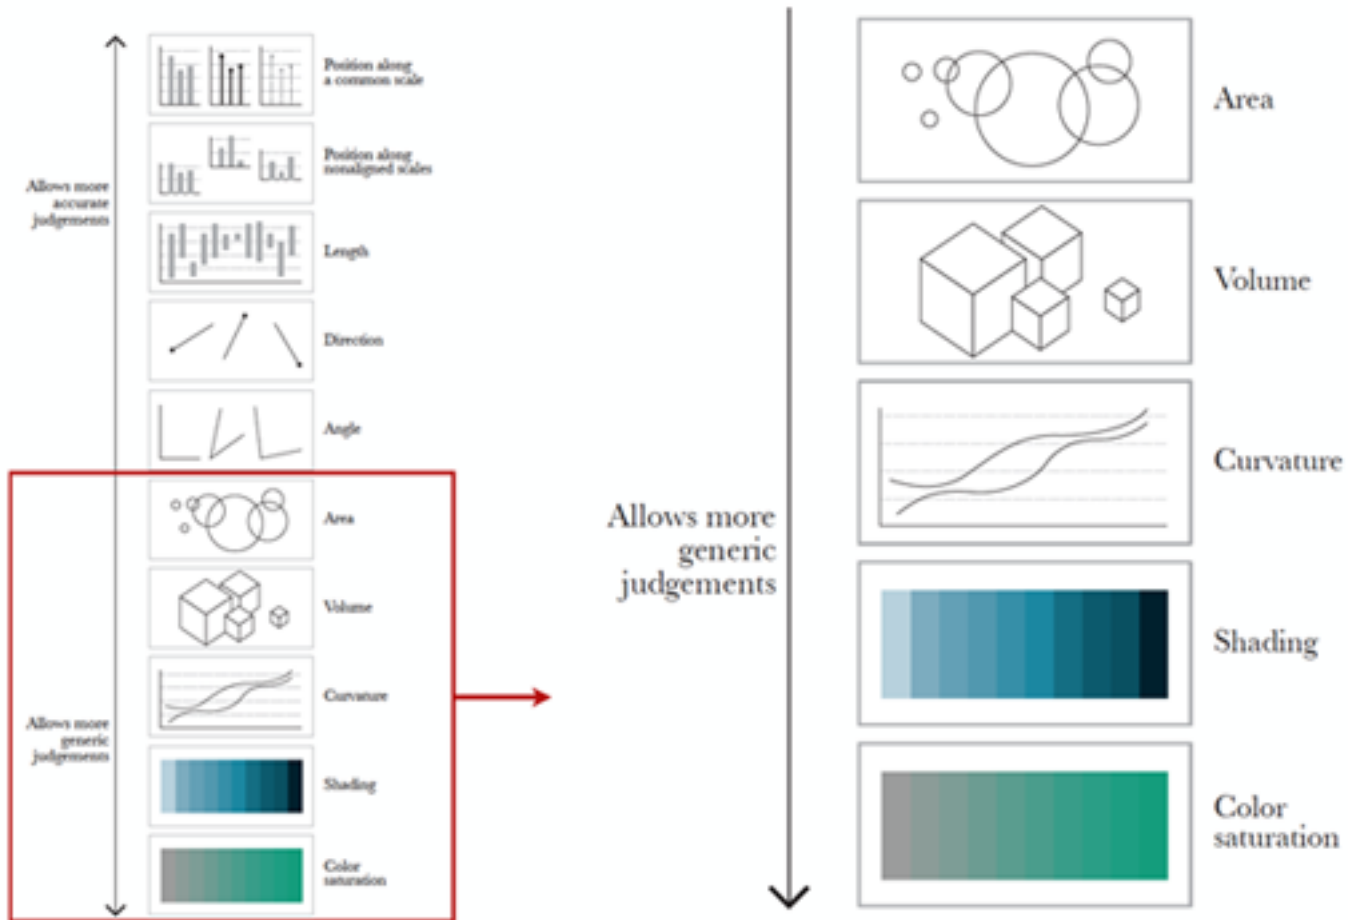 Position along
a common scale
Position along
nonaligned scales
Allows more
accurate
judgements
Length
Direction
Angle
Area
Volume
Curvature
Allows more
generic
judgements
Shading
Color
saturation
Area
Volume
Curvature
Allows more
generic
judgements
Shading
Color
saturation